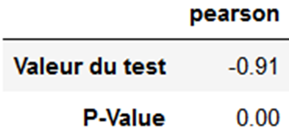 pearson
Valeur du test -0.91
P-Value 0.00